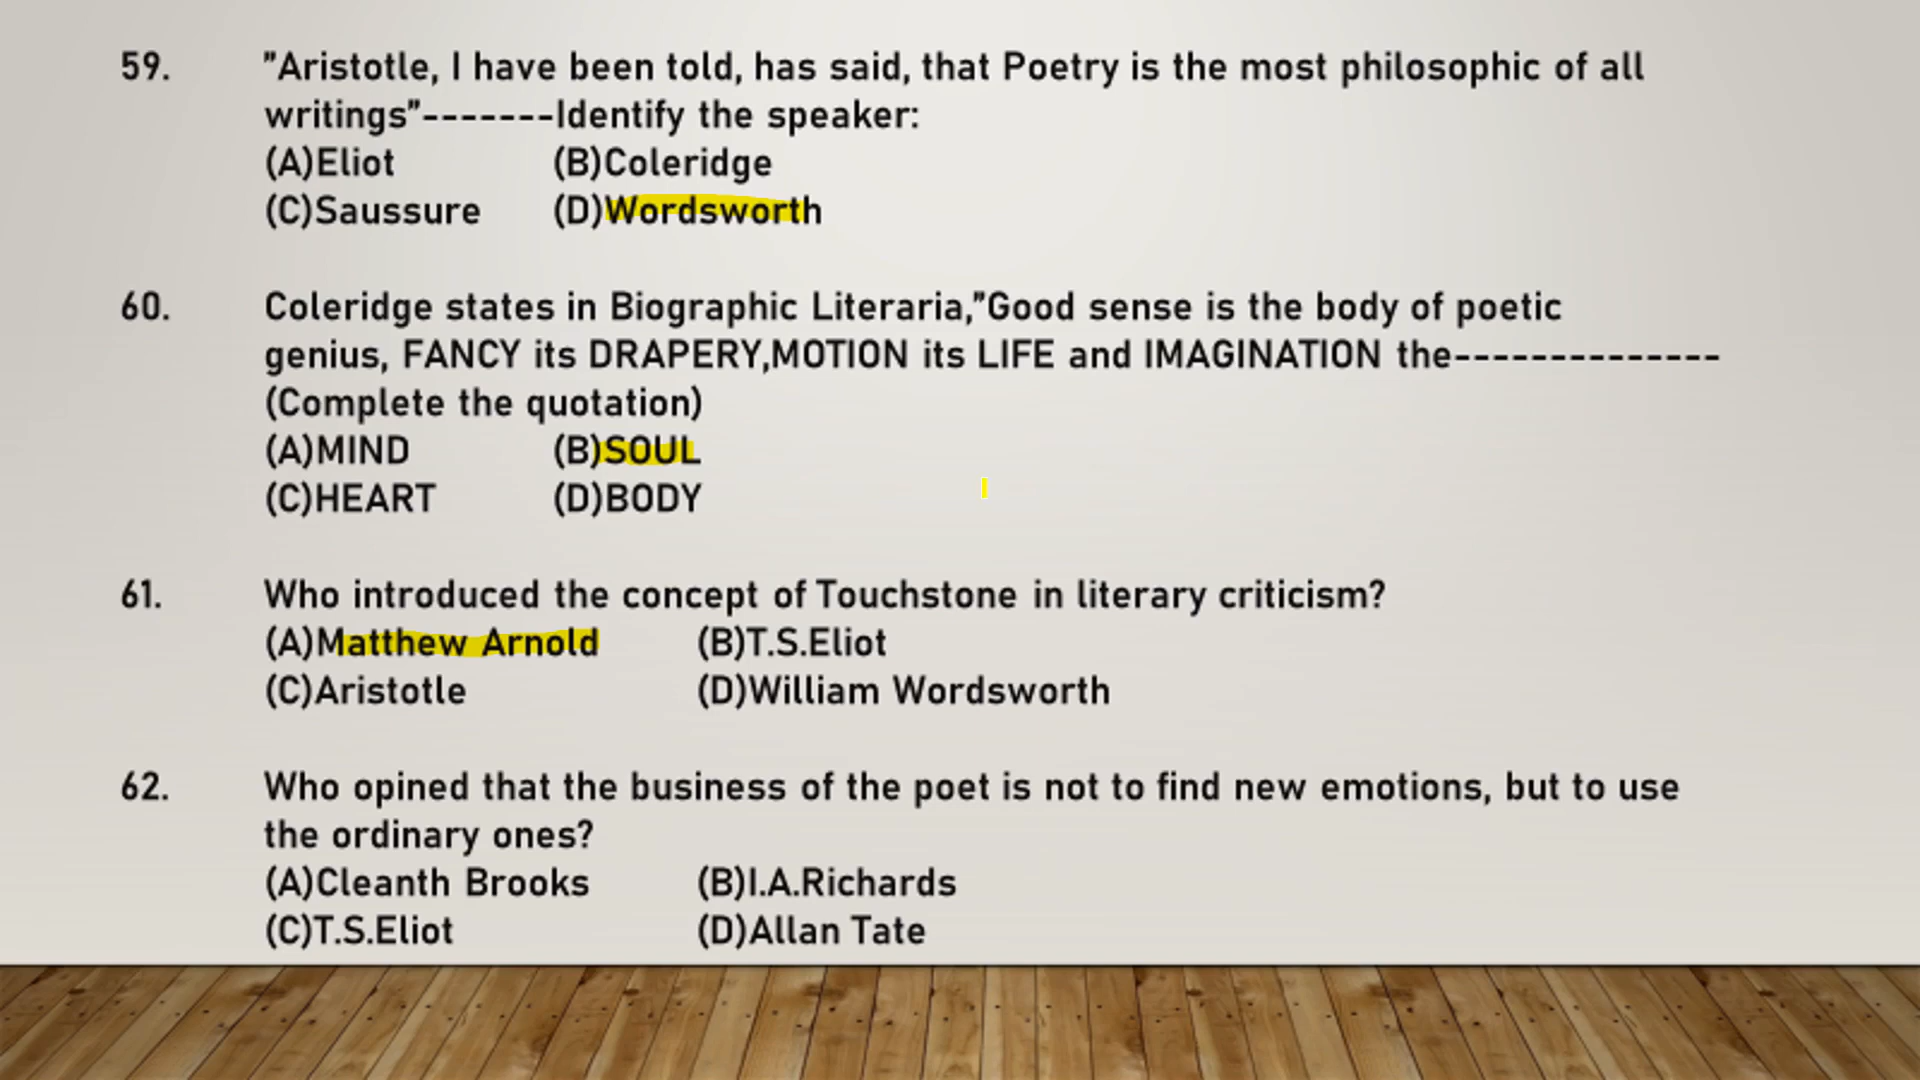 59. "Aristotle, I have been told, has said, that Poetry is the most philosophic of all
writings"-------Identify the speaker:
(A)Eliot (B)Coleridge
(C)Saussure (D)Wordsworth
60. Coleridge states in Biographic Literaria,"Good sense is the body of poetic
genius, FANCY its DRAPERY,MOTION its LIFE and IMAGINATION the--------------
(Complete the quotation)
(A)MIND (B)SOUL
(C)HEART (D)BODY
61. Who introduced the concept of Touchstone in literary criticism?
(A)Matthew Arnold (B)T.S.Eliot
(C)Aristotle (D)William Wordsworth
62. Who opined that the business of the poet is not to find new emotions, but to use
the ordinary ones?
(A)Cleanth Brooks (B)I.A.Richards
(C)T.S.Eliot (D)Allan Tate